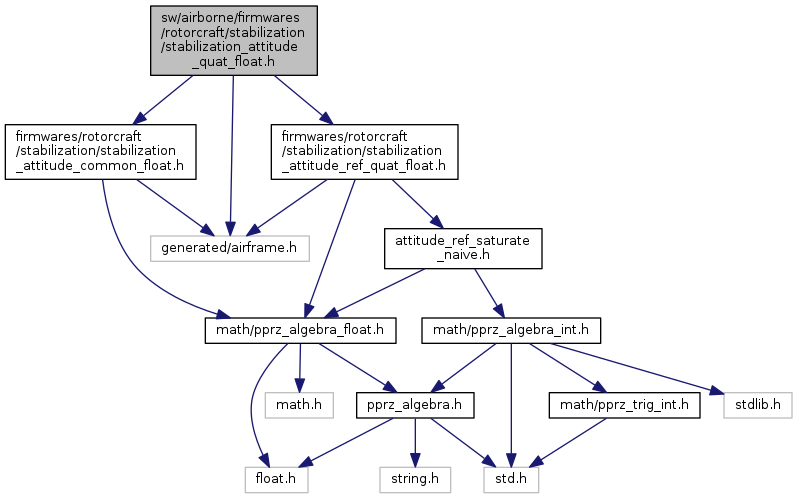 sw/airborne/firmwares
/rotorcraft/stabilization
/stabilization_attitude
_quat_float.h
firmwares/rotorcraft
/stabilization/stabilization
_attitude_common_float.h
firmwares/rotorcraft
/stabilization/stabilization
_attitude_ref_quat_float.h
generated/airframe.h
attitude_ref_saturate
_naive.h
math/pprz_algebra_float.h
math/pprz_algebra_int.h
math.h
pprz_algebra.h
math/pprz_trig_int.h
stdlib.h
float.h
string.h
std.h